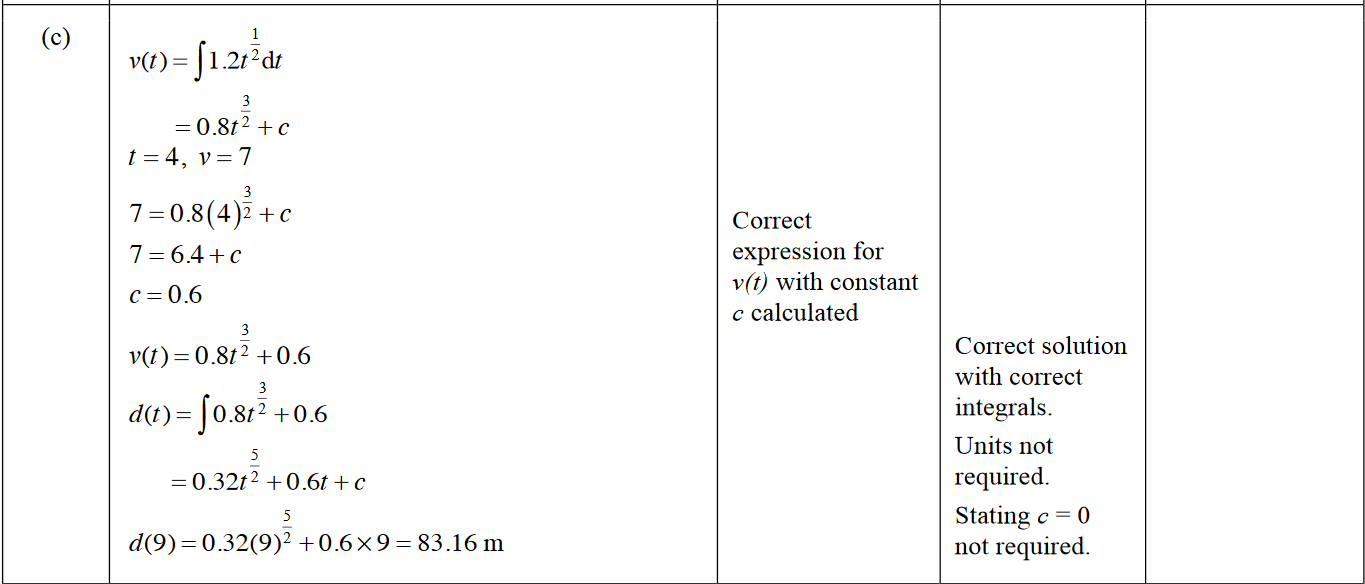 (c)
v(t) = ∫1.2t^(1/2) dt
= 0.8t^(3/2) + c
t = 4, v = 7
7 = 0.8(4)^(3/2) + c
7 = 6.4 + c
c = 0.6
v(t) = 0.8t^(3/2) + 0.6
d(t) = ∫0.8t^(3/2) + 0.6
= 0.32t^(5/2) + 0.6t + c
d(9) = 0.32(9)^(5/2) + 0.6 × 9 = 83.16 m
Correct
expression for
v(t) with constant
c calculated
Correct solution
with correct
integrals.
Units not
required.
Stating c = 0
not required.